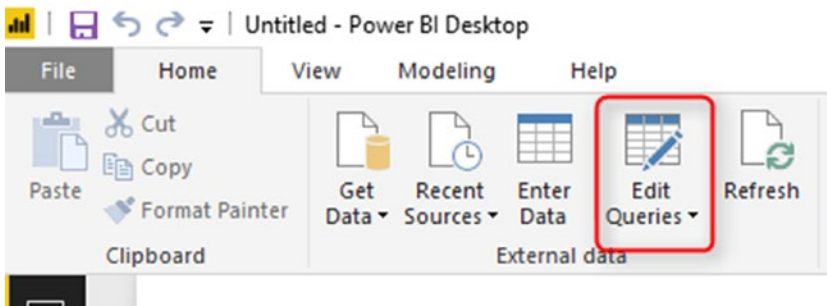 Untitled - Power BI Desktop
File Home View Modeling Help
Cut
Copy
Format Painter
Paste
Get Data
Recent Sources
Enter Data
Edit Queries
Refresh
Clipboard
External data